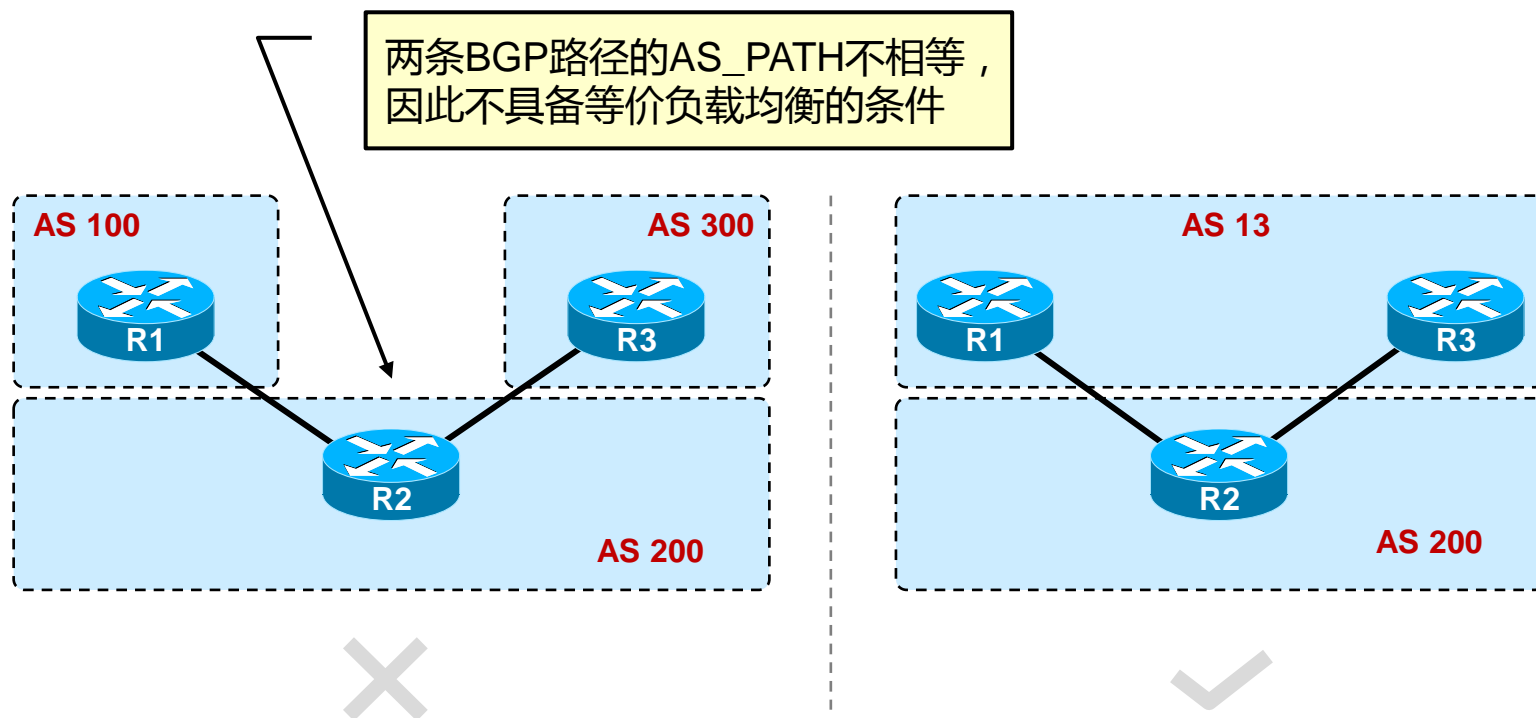 两条BGP路径的AS_PATH不相等，
因此不具备等价负载均衡的条件
AS 100
AS 300
R1
R3
R2
AS 200
AS 13
R1
R3
R2
AS 200